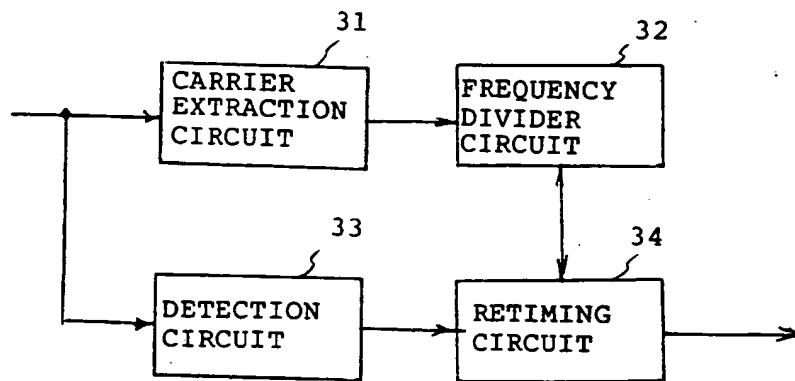 31
CARRIER
EXTRACTION
CIRCUIT
32
FREQUENCY
DIVIDER
CIRCUIT
33
DETECTION
CIRCUIT
34
RETIMING
CIRCUIT